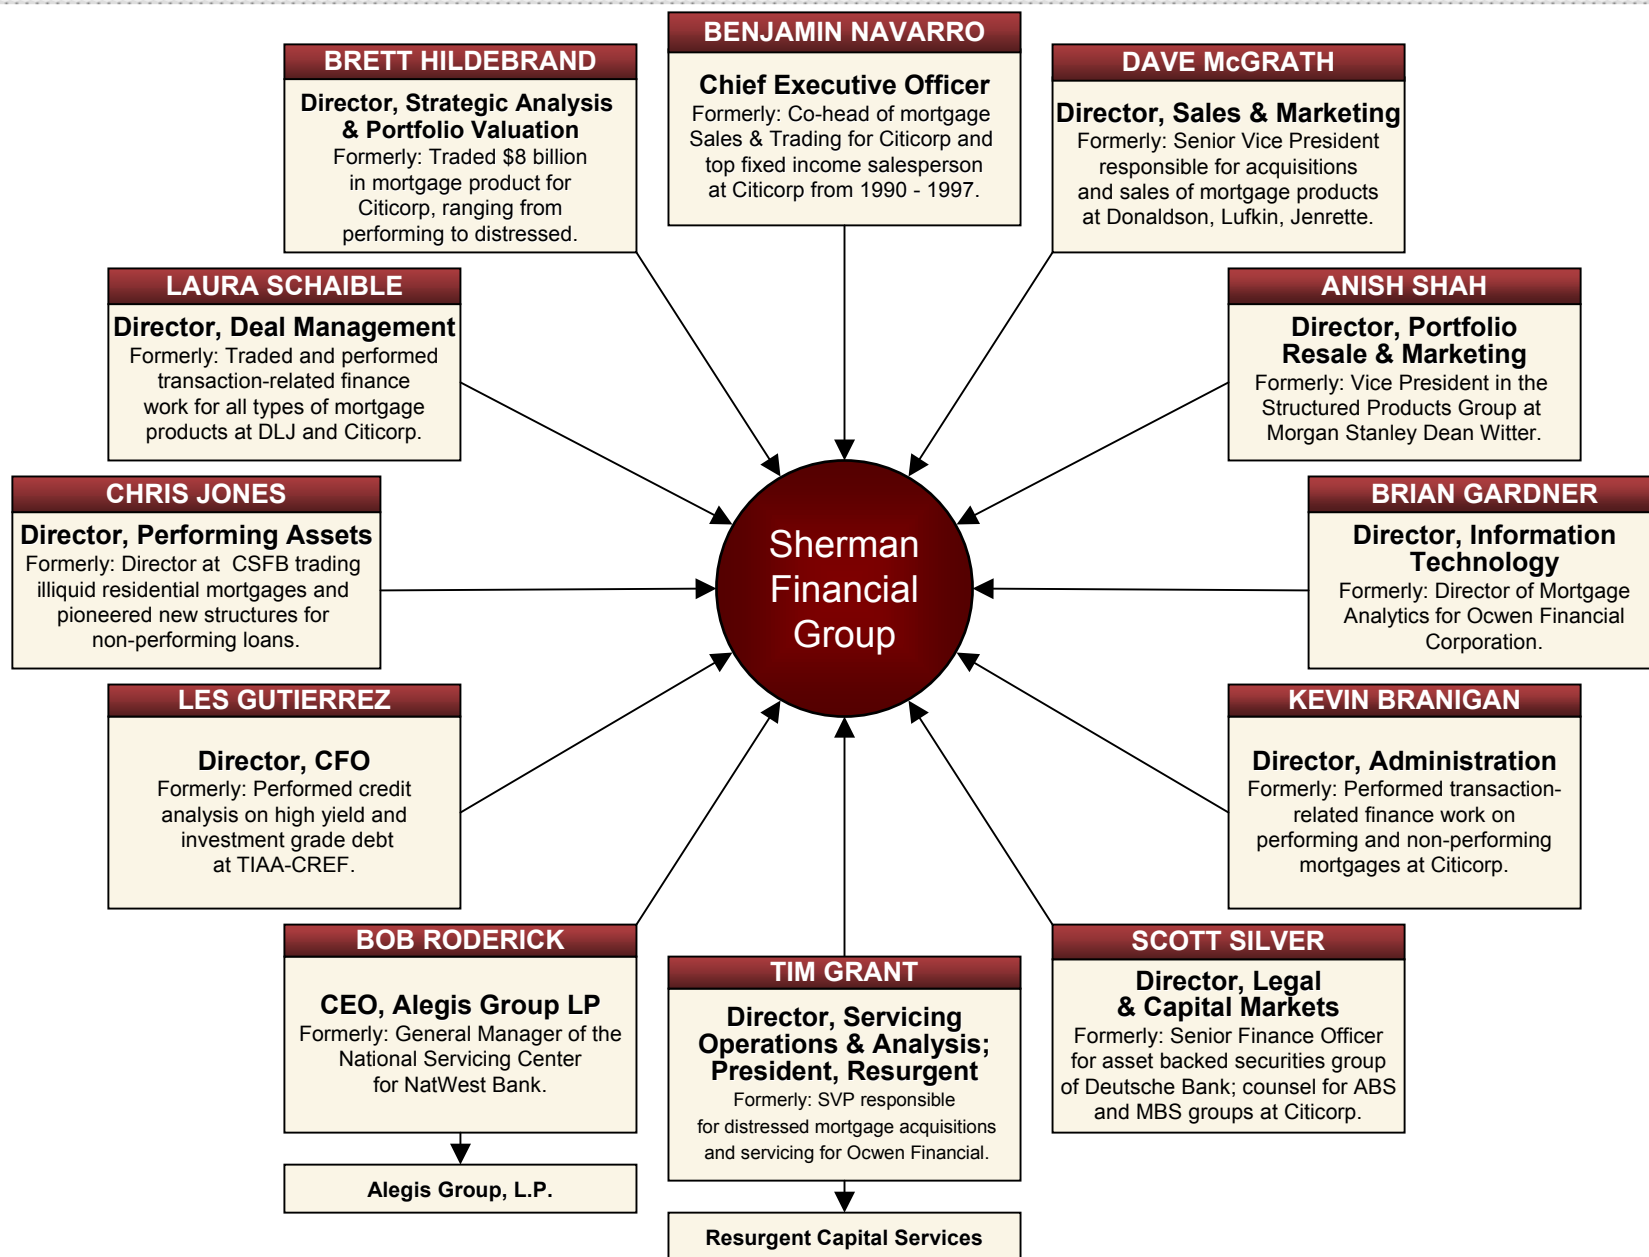 BENJAMIN NAVARRO
Chief Executive Officer
Formerly: Co-head of mortgage
Sales & Trading for Citicorp and
top fixed income salesperson
at Citicorp from 1990 - 1997.
BRETT HILDEBRAND
Director, Strategic Analysis
& Portfolio Valuation
Formerly: Traded $8 billion
in mortgage product for
Citicorp, ranging from
performing to distressed.
DAVE McGRATH
Director, Sales & Marketing
Formerly: Senior Vice President
responsible for acquisitions
and sales of mortgage products
at Donaldson, Lufkin, Jenrette.
LAURA SCHAIBLE
Director, Deal Management
Formerly: Traded and performed
transaction-related finance
work for all types of mortgage
products at DLJ and Citicorp.
ANISH SHAH
Director, Portfolio
Resale & Marketing
Formerly: Vice President in the
Structured Products Group at
Morgan Stanley Dean Witter.
CHRIS JONES
Director, Performing Assets
Formerly: Director at CSFB trading
illiquid residential mortgages and
pioneered new structures for
non-performing loans.
Sherman
Financial
Group
BRIAN GARDNER
Director, Information
Technology
Formerly: Director of Mortgage
Analytics for Ocwen Financial
Corporation.
LES GUTIERREZ
Director, CFO
Formerly: Performed credit
analysis on high yield and
investment grade debt
at TIAA-CREF.
KEVIN BRANIGAN
Director, Administration
Formerly: Performed transaction-
related finance work on
performing and non-performing
mortgages at Citicorp.
BOB RODERICK
CEO, Alegis Group LP
Formerly: General Manager of the
National Servicing Center
for NatWest Bank.
Alegis Group, L.P.
TIM GRANT
Director, Servicing
Operations & Analysis;
President, Resurgent
Formerly: SVP responsible
for distressed mortgage acquisitions
and servicing for Ocwen Financial.
Resurgent Capital Services
SCOTT SILVER
Director, Legal
& Capital Markets
Formerly: Senior Finance Officer
for asset backed securities group
of Deutsche Bank; counsel for ABS
and MBS groups at Citicorp.